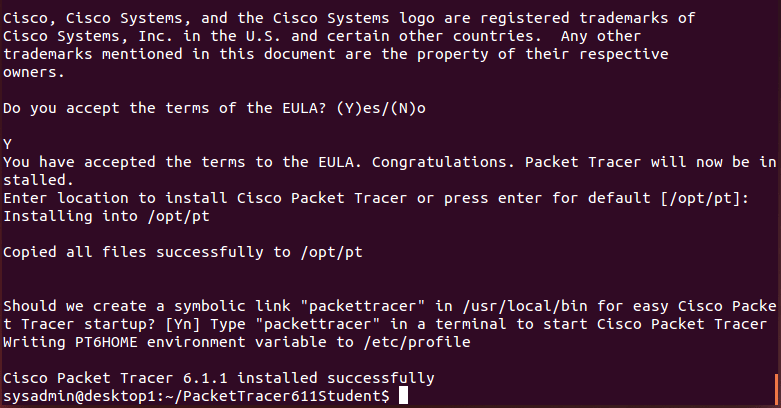 Cisco, Cisco Systems, and the Cisco Systems logo are registered trademarks of
Cisco Systems, Inc. in the U.S. and certain other countries.  Any other
trademarks mentioned in this document are the property of their respective
owners.
Do you accept the terms of the EULA? (Y)es/(N)o
Y
You have accepted the terms to the EULA. Congratulations. Packet Tracer will now be in
stalled.
Enter location to install Cisco Packet Tracer or press enter for default [/opt/pt]:
Installing into /opt/pt
Copied all files successfully to /opt/pt
Should we create a symbolic link "packettracer" in /usr/local/bin for easy Cisco Packe
t Tracer startup? [Yn] Type "packettracer" in a terminal to start Cisco Packet Tracer
Writing PT6HOME environment variable to /etc/profile
Cisco Packet Tracer 6.1.1 installed successfully
sysadmin@desktop1:~/PacketTracer611Student$